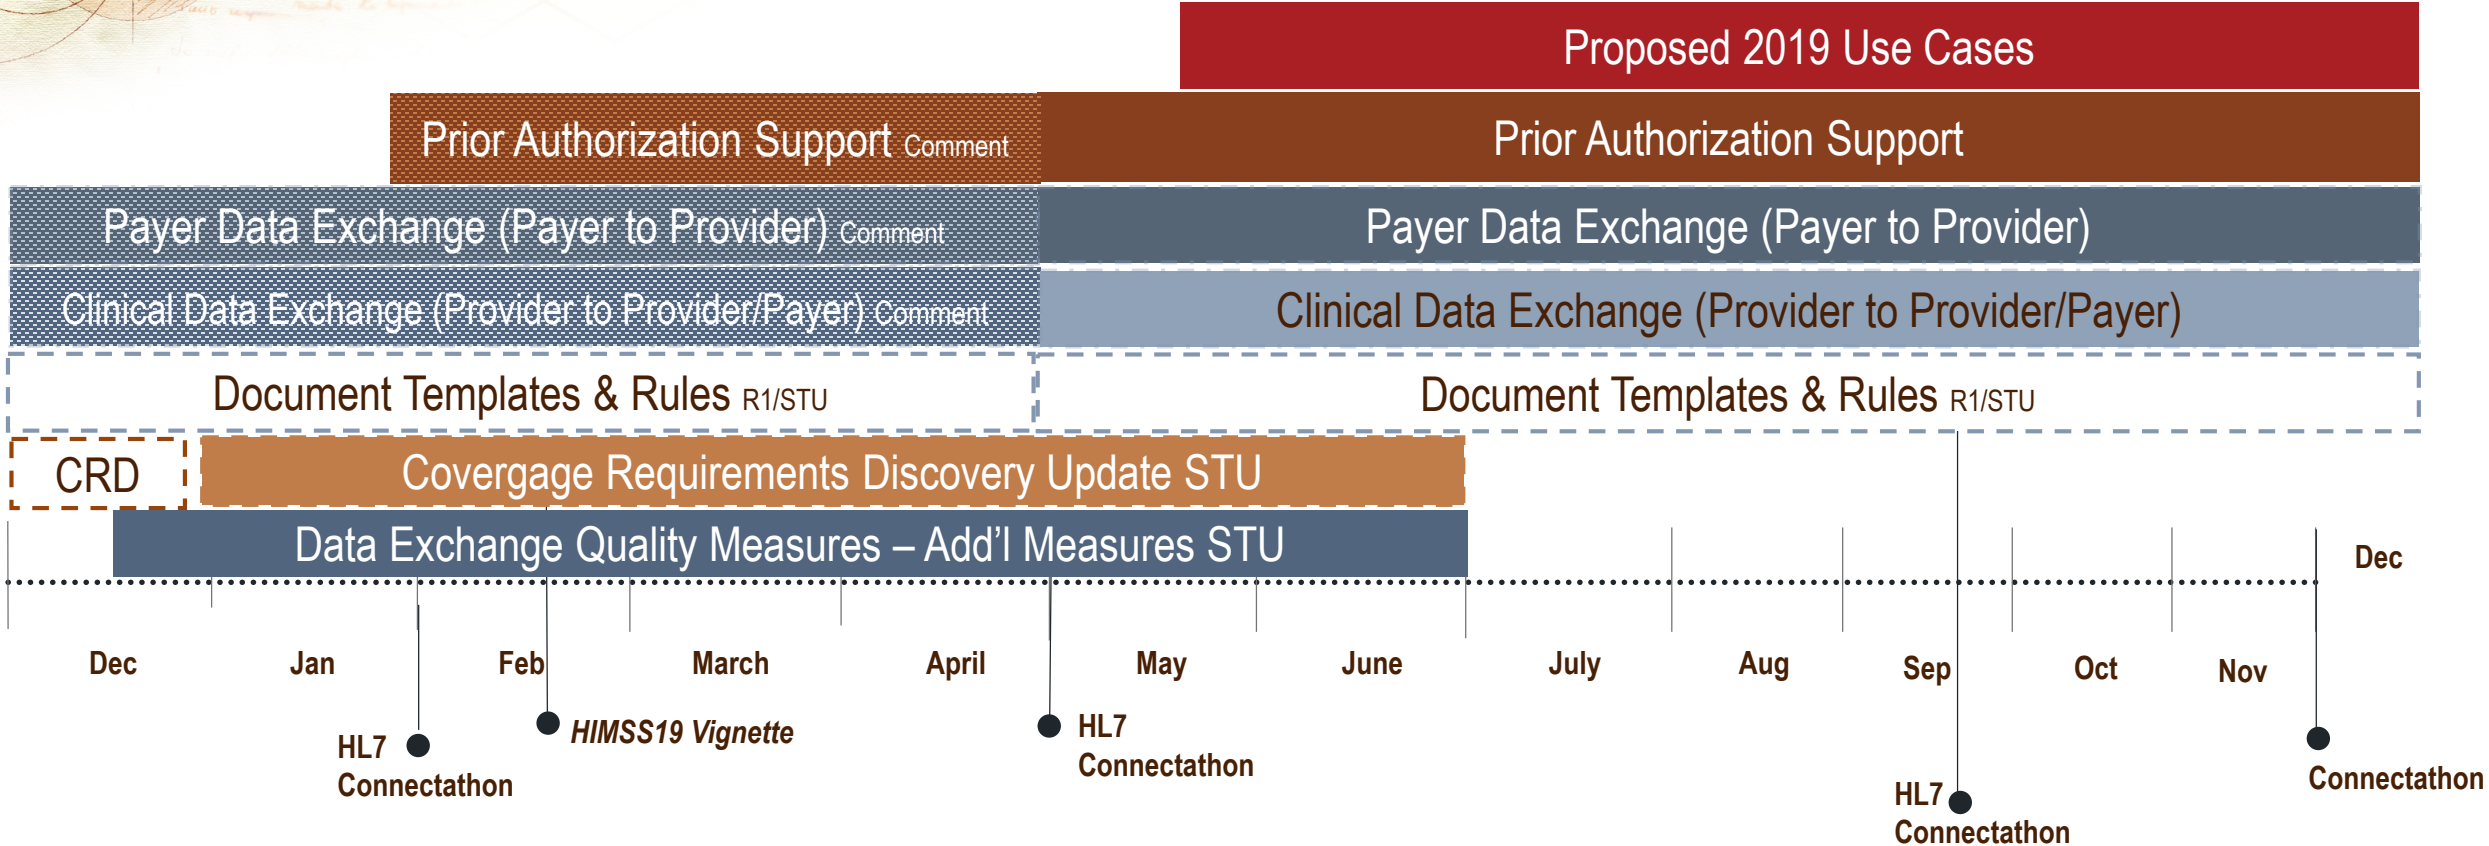 Proposed 2019 Use Cases
Prior Authorization Support Comment
Prior Authorization Support
Payer Data Exchange (Payer to Provider) Comment
Payer Data Exchange (Payer to Provider)
Clinical Data Exchange (Provider to Provider/Payer) Comment
Clinical Data Exchange (Provider to Provider/Payer)
Document Templates & Rules R1/STU
Document Templates & Rules R1/STU
CRD
Covergage Requirements Discovery Update STU
Data Exchange Quality Measures – Add'l Measures STU
Dec
Dec
Jan
Feb
March
April
May
June
July
Aug
Sep
Oct
Nov
HL7
Connectathon
HIMSS19 Vignette
HL7
Connectathon
HL7
Connectathon
Connectathon